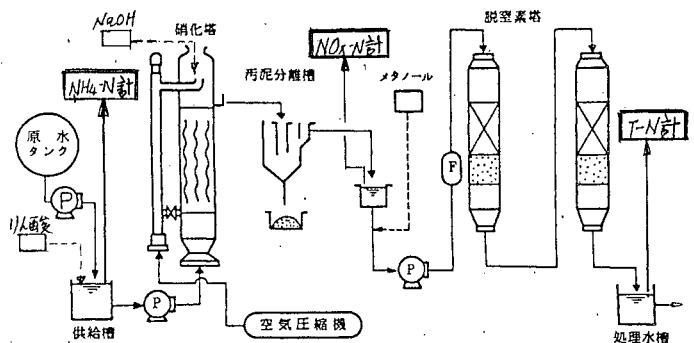 NaOH
硝化塔
脱窒素塔
NOx-N計
汚泥分離槽
メタノール
NH4-N計
T-N計
原水
タンク
F
P
りん酸
P
P
空気圧縮機
供給槽
処理水槽